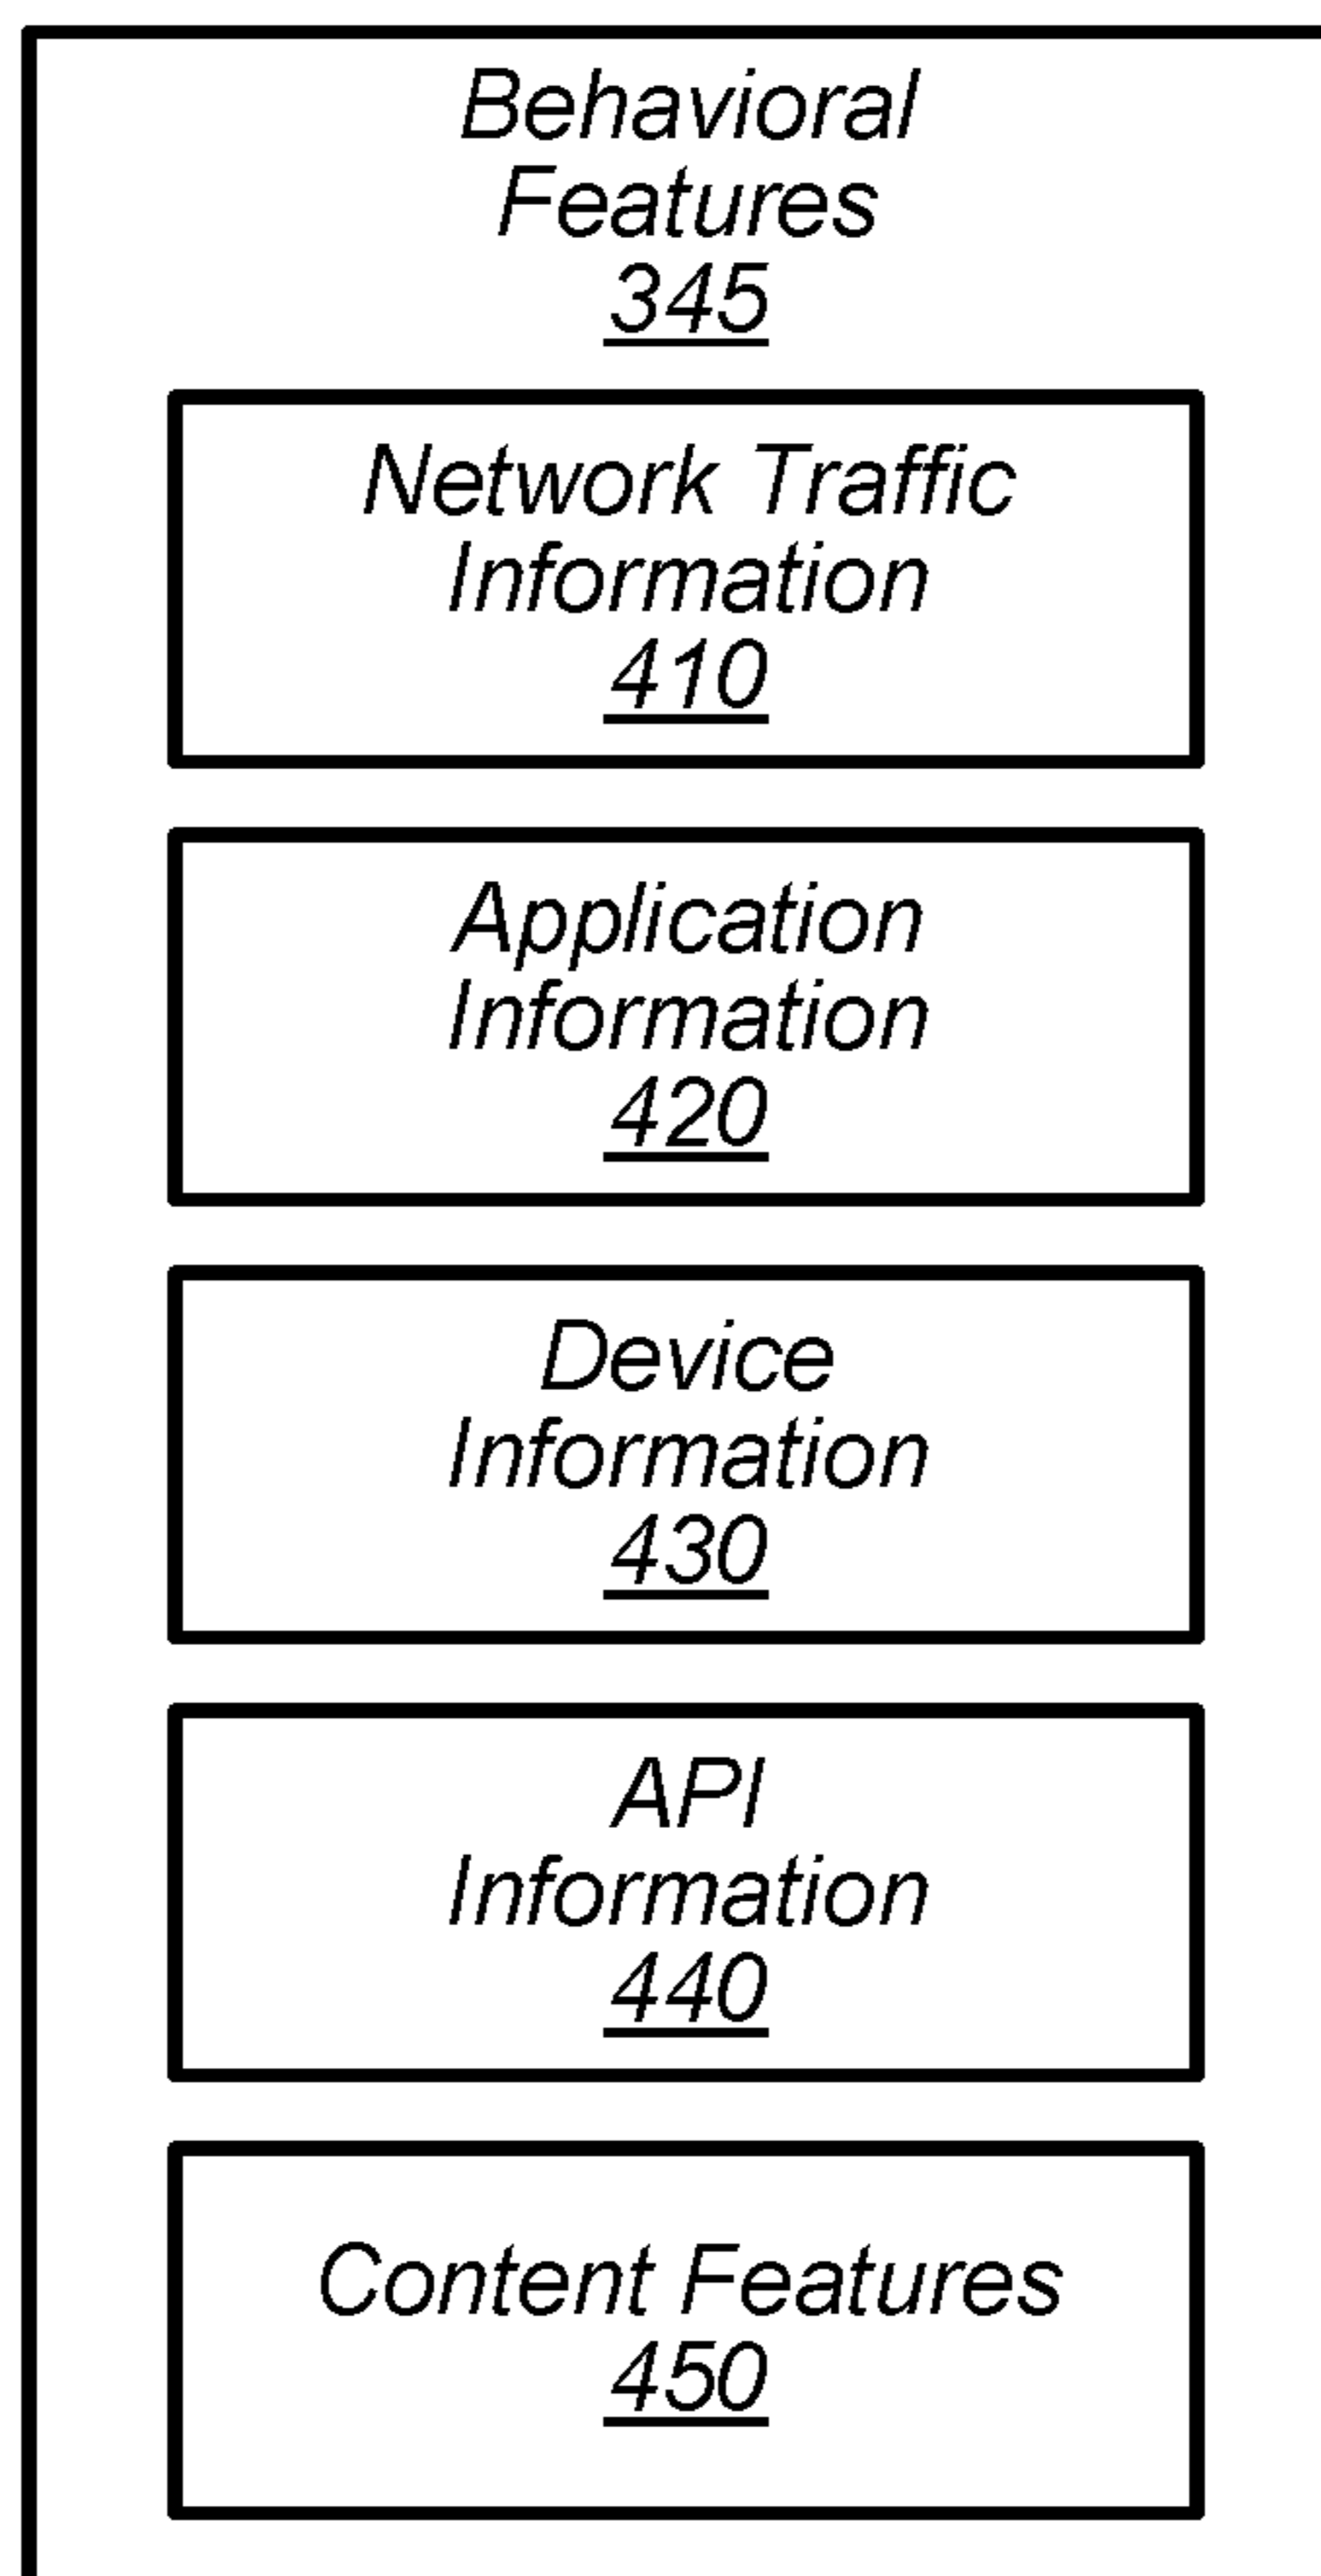 Behavioral
Features
345
Network Traffic
Information
410
Application
Information
420
Device
Information
430
API
Information
440
Content Features
450